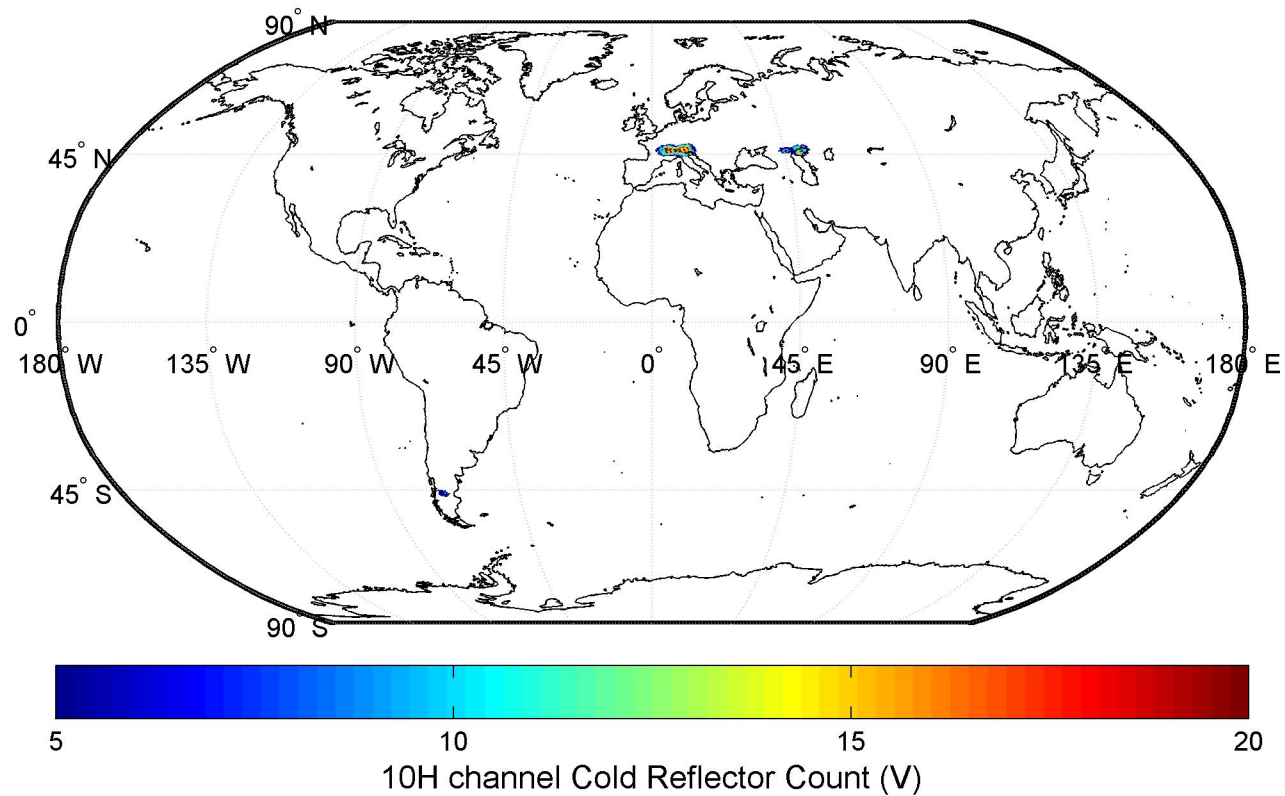 90° N
45° N
0°
180° W 135° W 90° W 45° W 0° 45° E 90° E 135° E 180° E
45° S
90° S
5 10 15 20
10H channel Cold Reflector Count (V)